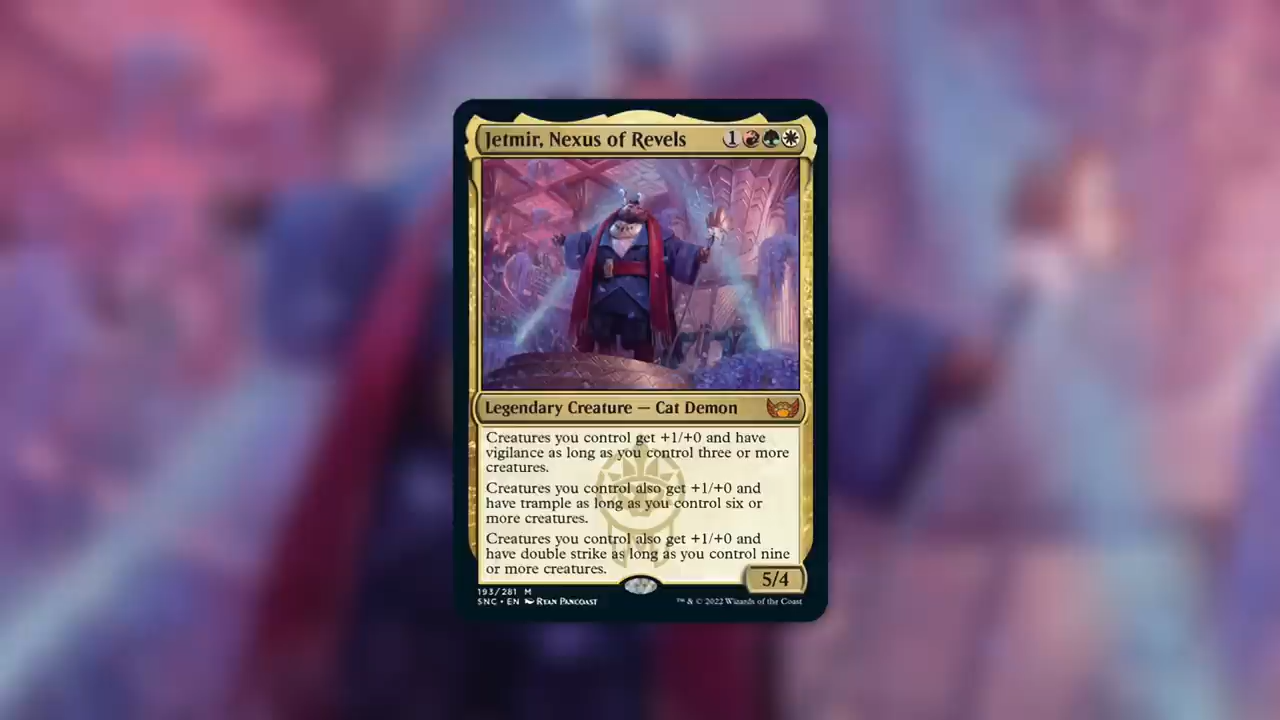 Jetmir, Nexus of Revels 1
Legendary Creature — Cat Demon
Creatures you control get +1/+0 and have
vigilance as long as you control three or more
creatures.
Creatures you control also get +1/+0 and
have trample as long as you control six or
more creatures.
Creatures you control also get +1/+0 and
have double strike as long as you control nine
or more creatures.
5/4
193/281 M
SNC • EN Ryan Pancoast
™ & © 2022 Wizards of the Coast